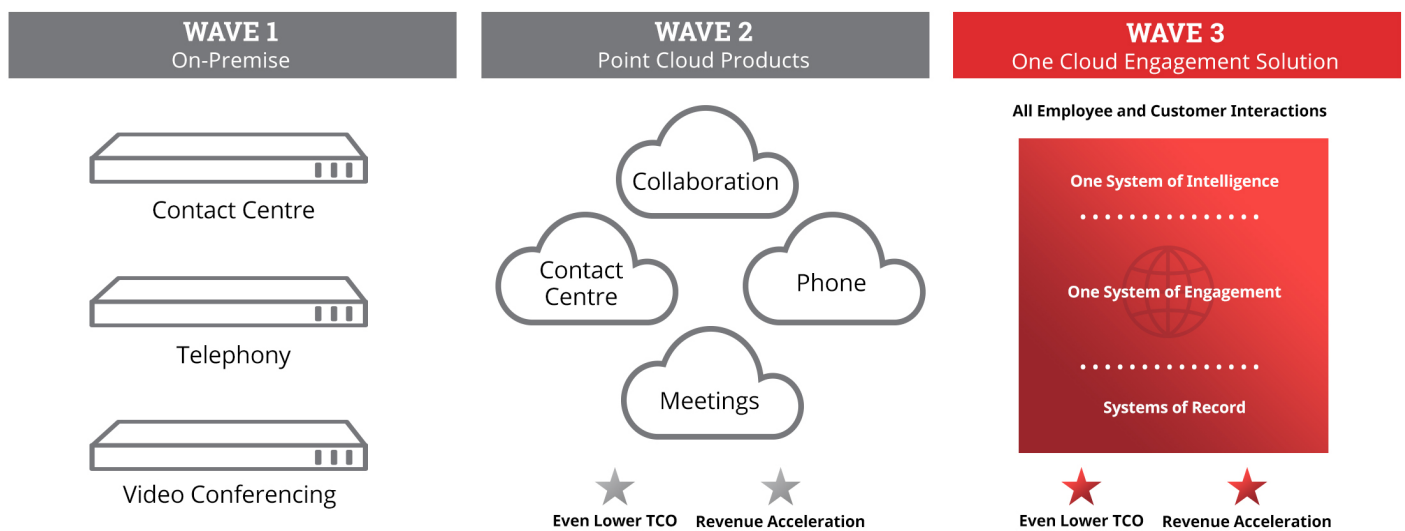 WAVE 1
On-Premise
Contact Centre
Telephony
Video Conferencing
WAVE 2
Point Cloud Products
Collaboration
Contact
Centre
Phone
Meetings
Even Lower TCO
Revenue Acceleration
WAVE 3
One Cloud Engagement Solution
All Employee and Customer Interactions
One System of Intelligence
One System of Engagement
Systems of Record
Even Lower TCO
Revenue Acceleration